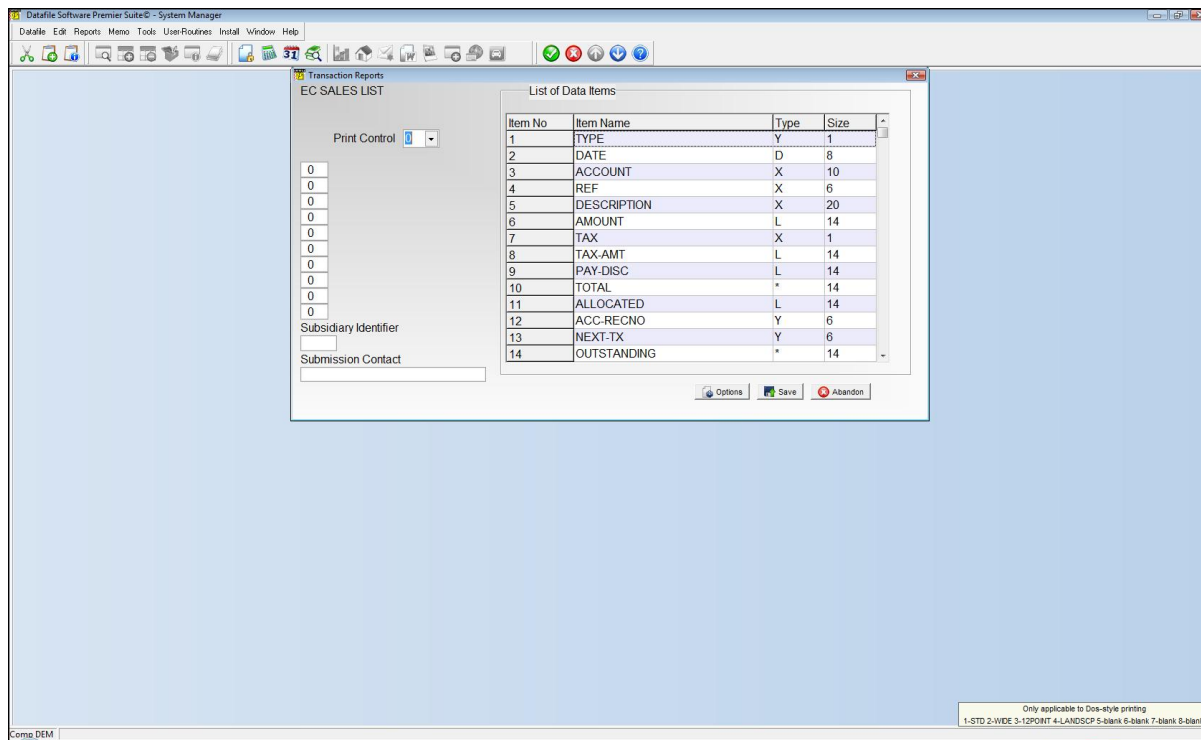 Datafile Software Premier Suite© - System Manager
Datafile Edit Reports Memo Tools User-Routines Install Window Help
31
Transaction Reports
EC SALES LIST
List of Data Items
Print Control 0
Item No Item Name Type Size
1 TYPE Y 1
2 DATE D 8
3 ACCOUNT X 10
4 REF X 6
5 DESCRIPTION X 20
6 AMOUNT L 14
7 TAX X 1
8 TAX-AMT L 14
9 PAY-DISC L 14
10 TOTAL * 14
11 ALLOCATED L 14
12 ACC-RECNO Y 6
13 NEXT-TX Y 6
14 OUTSTANDING * 14
0
0
0
0
0
0
0
0
0
0
Subsidiary Identifier
Submission Contact
Options Save Abandon
Only applicable to Dos-style printing
1-STD 2-WIDE 3-12POINT 4-LANDSCP 5-blank 6-blank 7-blank 8-blank
Comp DEM